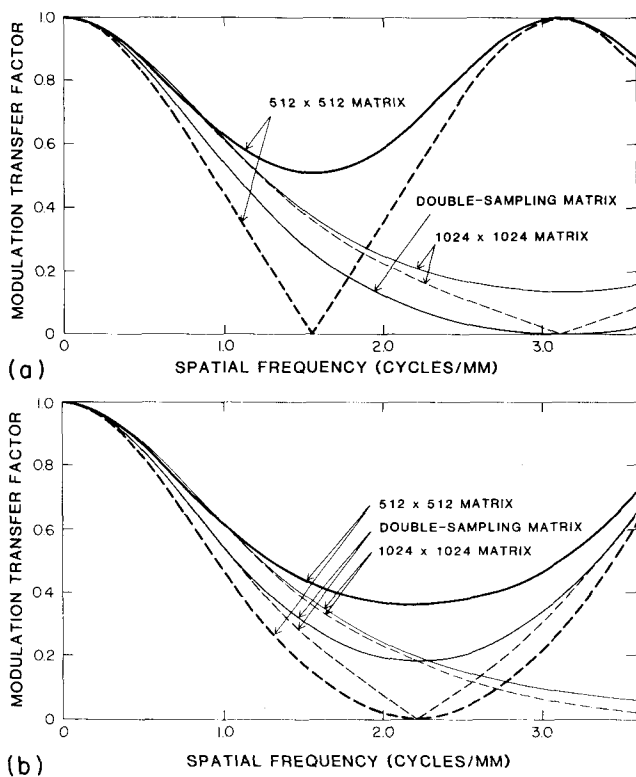 1.0
0.8
0.6
0.4
0.2
0
MODULATION TRANSFER FACTOR
512 x 512 MATRIX
DOUBLE-SAMPLING MATRIX
1024 x 1024 MATRIX
0
1.0
2.0
3.0
SPATIAL FREQUENCY (CYCLES/MM)
(a)
1.0
0.8
0.6
0.4
0.2
0
MODULATION TRANSFER FACTOR
512 x 512 MATRIX
DOUBLE-SAMPLING MATRIX
1024 x 1024 MATRIX
0
1.0
2.0
3.0
SPATIAL FREQUENCY (CYCLES/MM)
(b)